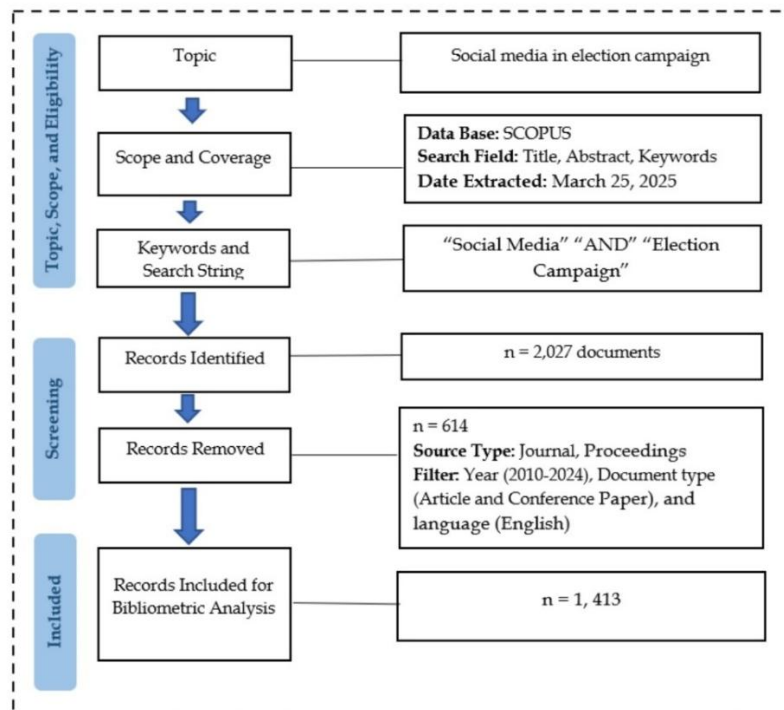 Topic, Scope, and Eligibility
Topic
Social media in election campaign
Scope and Coverage
Data Base: SCOPUS
Search Field: Title, Abstract, Keywords
Date Extracted: March 25, 2025
Keywords and
Search String
“Social Media” “AND” “Election
Campaign”
Screening
Records Identified
n = 2,027 documents
Records Removed
n = 614
Source Type: Journal, Proceedings
Filter: Year (2010-2024), Document type
(Article and Conference Paper), and
language (English)
Included
Records Included for
Bibliometric Analysis
n = 1, 413